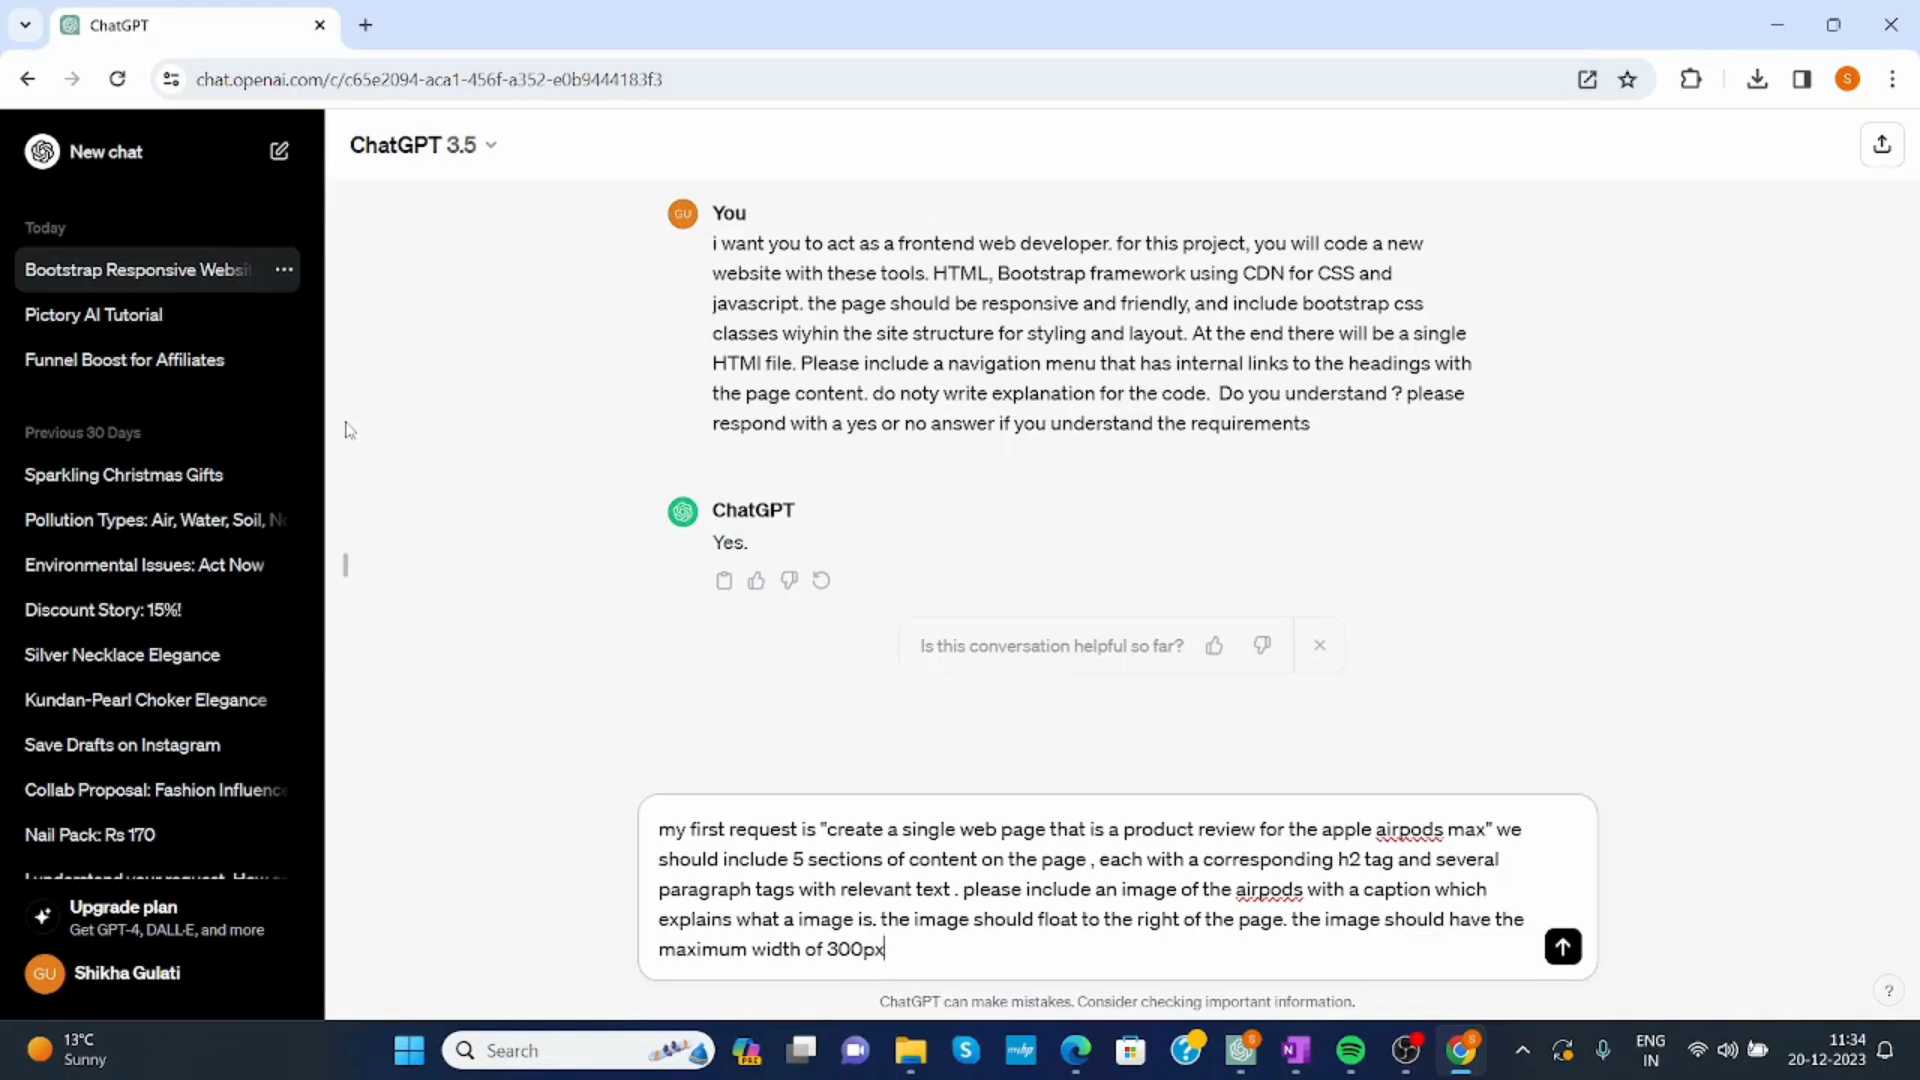 ChatGPT
chat.openai.com/c/c65e2094-aca1-456f-a352-e0b9444183f3
S
New chat
Today
Bootstrap Responsive Websi
Pictory AI Tutorial
Funnel Boost for Affiliates
Previous 30 Days
Sparkling Christmas Gifts
Pollution Types: Air, Water, Soil, No
Environmental Issues: Act Now
Discount Story: 15%!
Silver Necklace Elegance
Kundan-Pearl Choker Elegance
Save Drafts on Instagram
Collab Proposal: Fashion Influence
Nail Pack: Rs 170
Upgrade plan
Get GPT-4, DALL·E, and more
GU
Shikha Gulati
ChatGPT 3.5
GU
You
i want you to act as a frontend web developer. for this project, you will code a new
website with these tools. HTML, Bootstrap framework using CDN for CSS and
javascript. the page should be responsive and friendly, and include bootstrap css
classes wiyhin the site structure for styling and layout. At the end there will be a single
HTMl file. Please include a navigation menu that has internal links to the headings with
the page content. do noty write explanation for the code.  Do you understand ? please
respond with a yes or no answer if you understand the requirements
ChatGPT
Yes.
Is this conversation helpful so far?
my first request is "create a single web page that is a product review for the apple airpods max" we
should include 5 sections of content on the page , each with a corresponding h2 tag and several
paragraph tags with relevant text . please include an image of the airpods with a caption which
explains what a image is. the image should float to the right of the page. the image should have the
maximum width of 300px
ChatGPT can make mistakes. Consider checking important information.
?
13°C
Sunny
Search
PRE
myhp
ENG
IN
11:34
20-12-2023